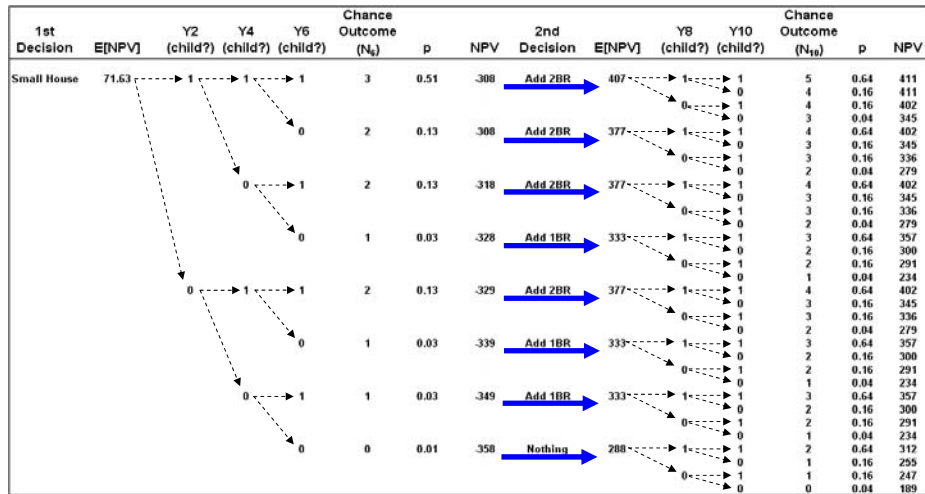 Chance
1st Y2 Y4 Y6 Outcome 2nd Y8 Y10 Outcome
Decision E[NPV] (child?) (child?) (child?) (N6) p NPV Decision E[NPV] (child?) (child?) (N10) p NPV
Small House 71.63 1 1 1 3 0.51 -308 Add 2BR 407 1 1 5 0.64 411
0 4 0.16 411
0 1 4 0.16 402
0 3 0.04 345
0 2 0.13 -308 Add 2BR 377 1 1 4 0.64 402
0 3 0.16 345
0 1 3 0.16 336
0 2 0.04 279
0 1 2 0.13 -318 Add 2BR 377 1 1 4 0.64 402
0 3 0.16 345
0 1 3 0.16 336
0 2 0.04 279
0 1 0.03 -328 Add 1BR 333 1 1 3 0.64 357
0 2 0.16 300
0 1 2 0.16 291
0 1 0.04 234
0 1 1 2 0.13 -329 Add 2BR 377 1 1 4 0.64 402
0 3 0.16 345
0 1 3 0.16 336
0 2 0.04 279
0 1 0.03 -339 Add 1BR 333 1 1 3 0.64 357
0 2 0.16 300
0 1 2 0.16 291
0 1 0.04 234
0 1 1 0.03 -349 Add 1BR 333 1 1 3 0.64 357
0 2 0.16 300
0 1 2 0.16 291
0 1 0.04 234
0 0 0.01 -358 Nothing 288 1 1 2 0.64 312
0 1 0.16 255
0 1 1 0.16 247
0 0 0.04 189